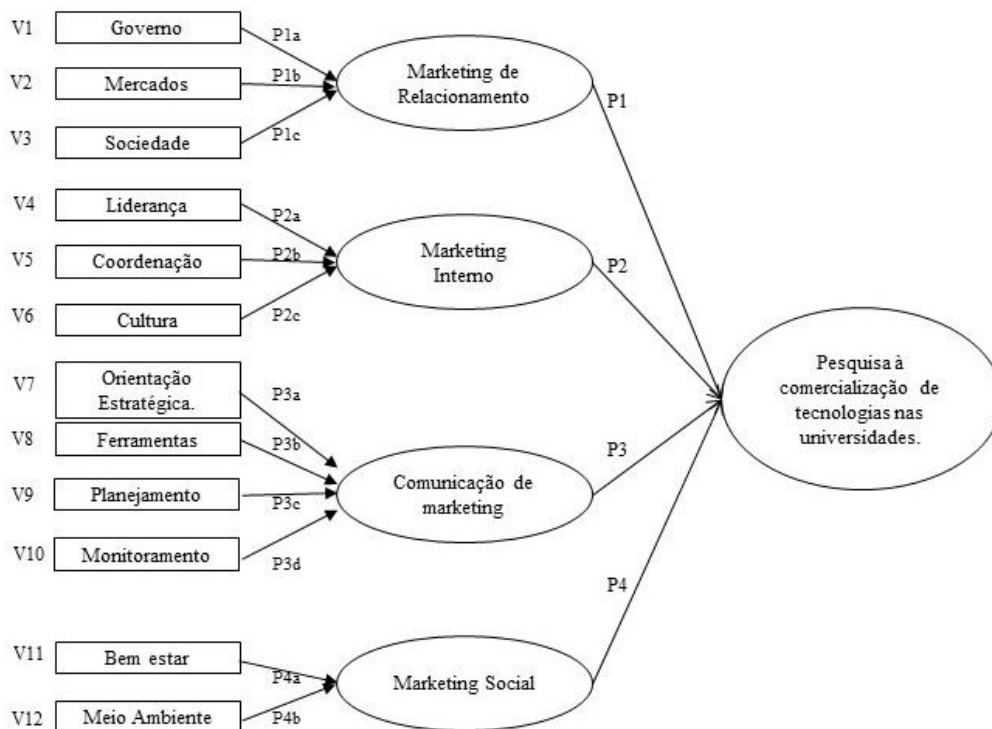 V1
Governo
P1a
V2
Mercados
P1b
V3
Sociedade
P1c
Marketing de
Relacionamento
P1
V4
Liderança
P2a
V5
Coordenação
P2b
V6
Cultura
P2c
Marketing
Interno
P2
V7
Orientação
Estratégica.
P3a
V8
Ferramentas
P3b
V9
Planejamento
P3c
V10
Monitoramento
P3d
Comunicação de
marketing
P3
V11
Bem estar
P4a
V12
Meio Ambiente
P4b
Marketing Social
P4
Pesquisa à
comercialização de
tecnologias nas
universidades.